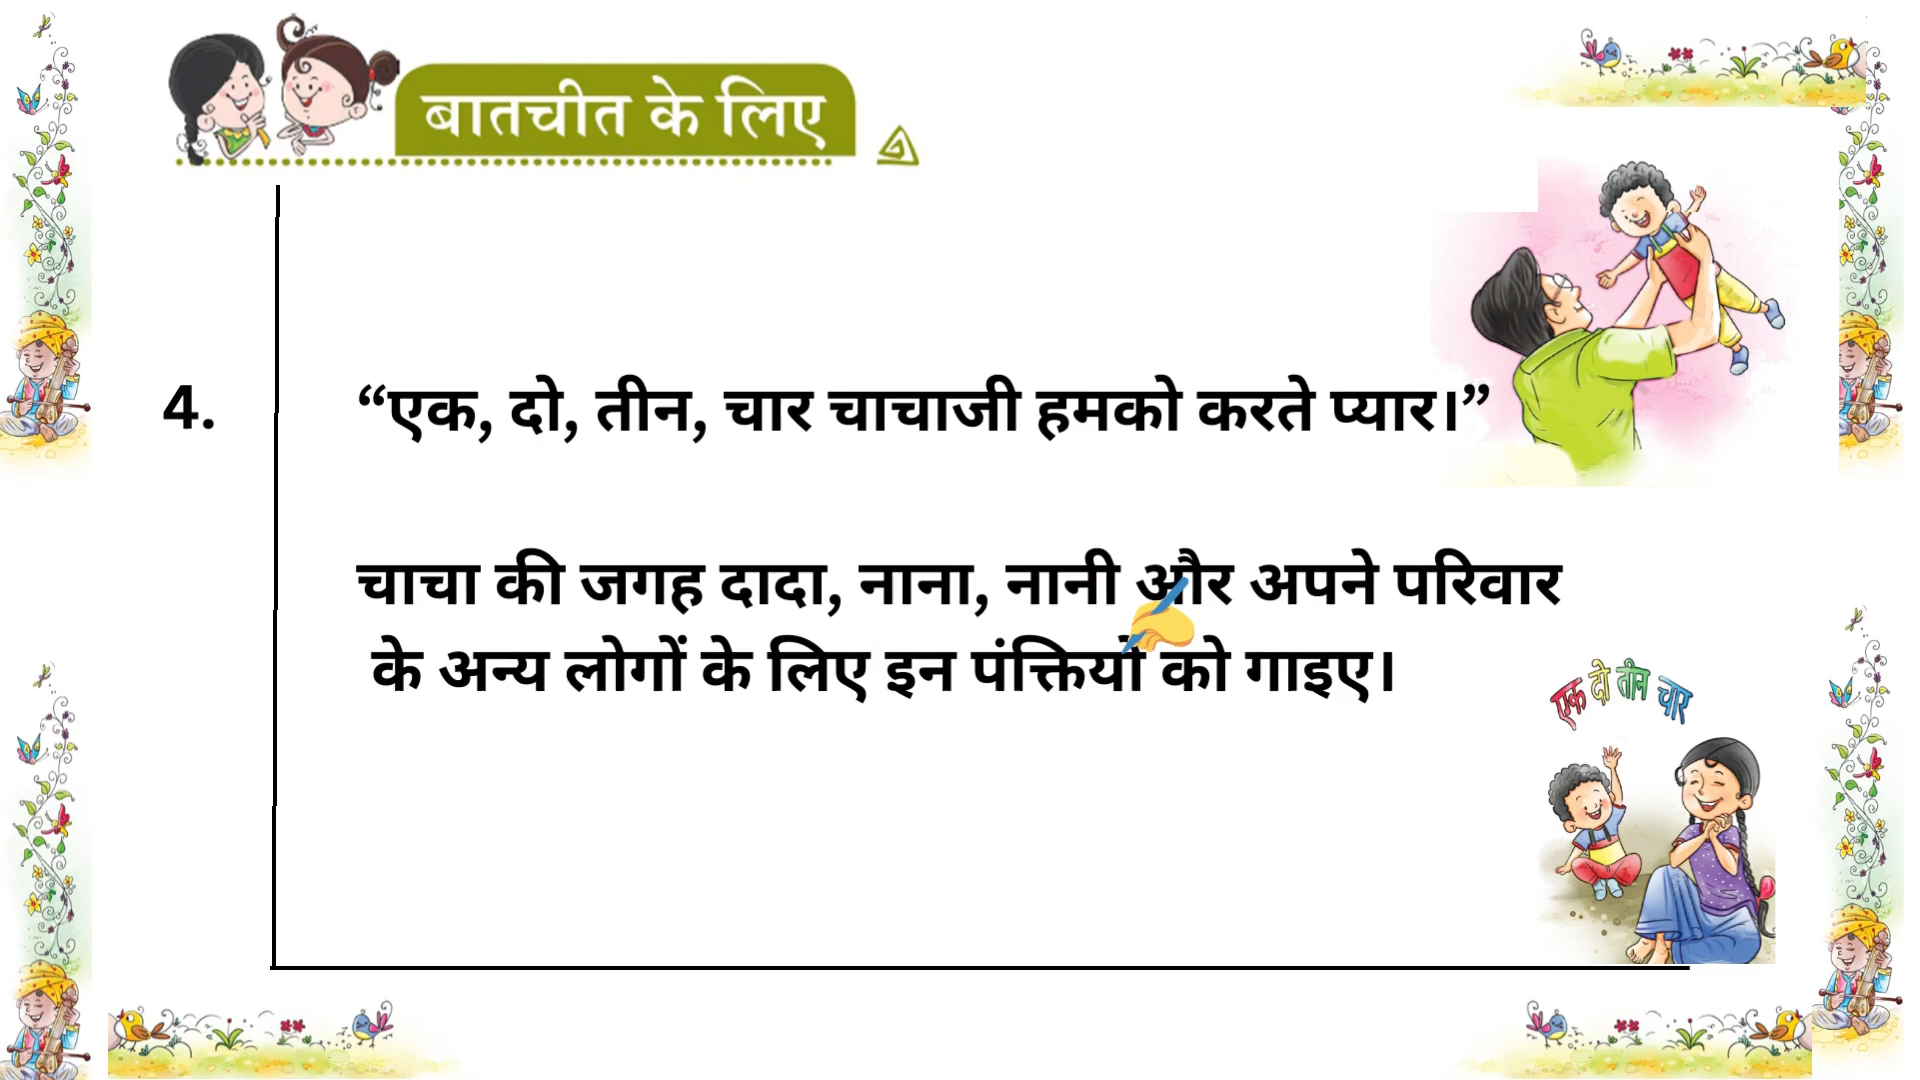 बातचीत के लिए
4.
“एक, दो, तीन, चार चाचाजी हमको करते प्यार।”
चाचा की जगह दादा, नाना, नानी और अपने परिवार
के अन्य लोगों के लिए इन पंक्तियों को गाइए।
एक दो तीन चार